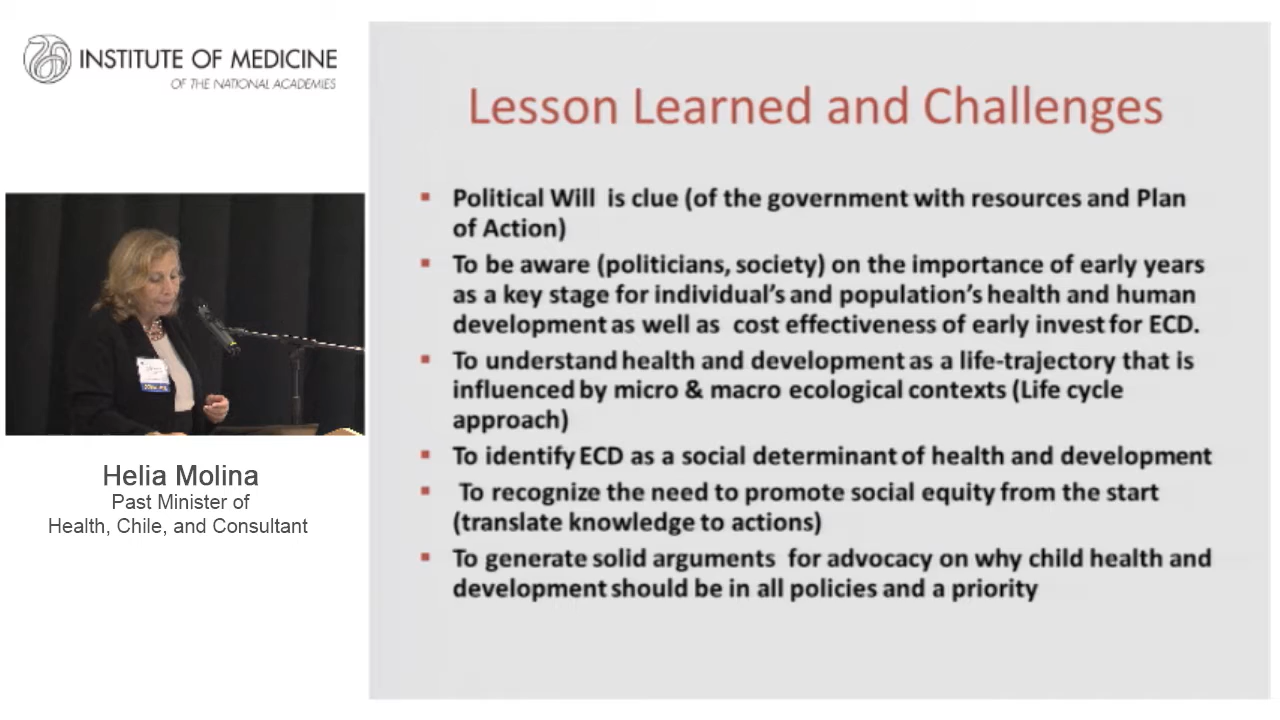 INSTITUTE OF MEDICINE
OF THE NATIONAL ACADEMIES
Helia Molina
Past Minister of
Health, Chile, and Consultant
Lesson Learned and Challenges
Political Will is clue (of the government with resources and Plan
of Action)
To be aware (politicians, society) on the importance of early years
as a key stage for individual's and population's health and human
development as well as cost effectiveness of early invest for ECD.
To understand health and development as a life-trajectory that is
influenced by micro & macro ecological contexts (Life cycle
approach)
To identify ECD as a social determinant of health and development
To recognize the need to promote social equity from the start
(translate knowledge to actions)
To generate solid arguments for advocacy on why child health and
development should be in all policies and a priority